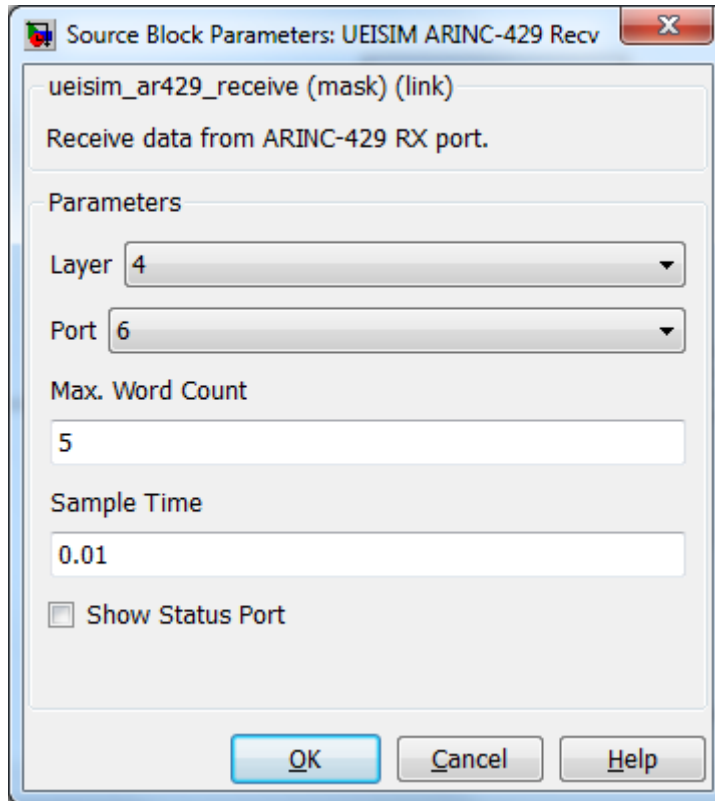 Source Block Parameters: UEISIM ARINC-429 Recv
ueisim_ar429_receive (mask) (link)
Receive data from ARINC-429 RX port.
Parameters
Layer 4
Port 6
Max. Word Count
5
Sample Time
0.01
Show Status Port
OK Cancel Help